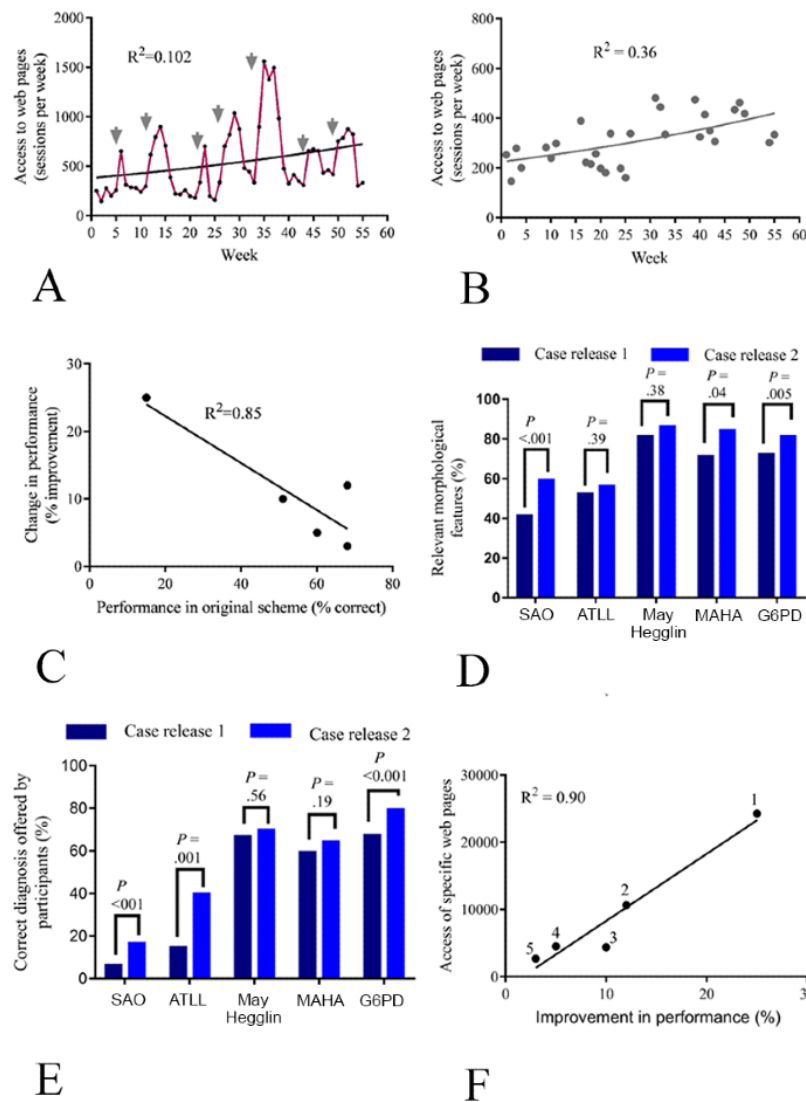 2000
1500
1000
500
0
Access to web pages
(sessions per week)
R²=0.102
0 5 10 15 20 25 30 35 40 45 50 55 60
Week
A
800
600
400
200
0
Access to web pages
(sessions per week)
R² = 0.36
0 5 10 15 20 25 30 35 40 45 50 55 60
Week
B
30
20
10
0
Change in performance
(% improvement)
R²=0.85
0 20 40 60 80
Performance in original scheme (% correct)
C
Case release 1 Case release 2
100
80
60
40
20
0
Relevant morphological
features (%)
P
<.001
P =
.39
P =
.38
P =
.04
P =
.005
SAO ATLL May MAHA G6PD
Hegglin
D
Case release 1 Case release 2
100
80
60
40
20
0
Correct diagnosis offered by
participants (%)
P
<001
P =
.001
P =
.56
P =
.19
P
<0.001
SAO ATLL May MAHA G6PD
Hegglin
E
30000
20000
10000
0
Access of specific web pages
R² = 0.90
1
2
3
4
5
10 20 3
Improvement in performance (%)
F